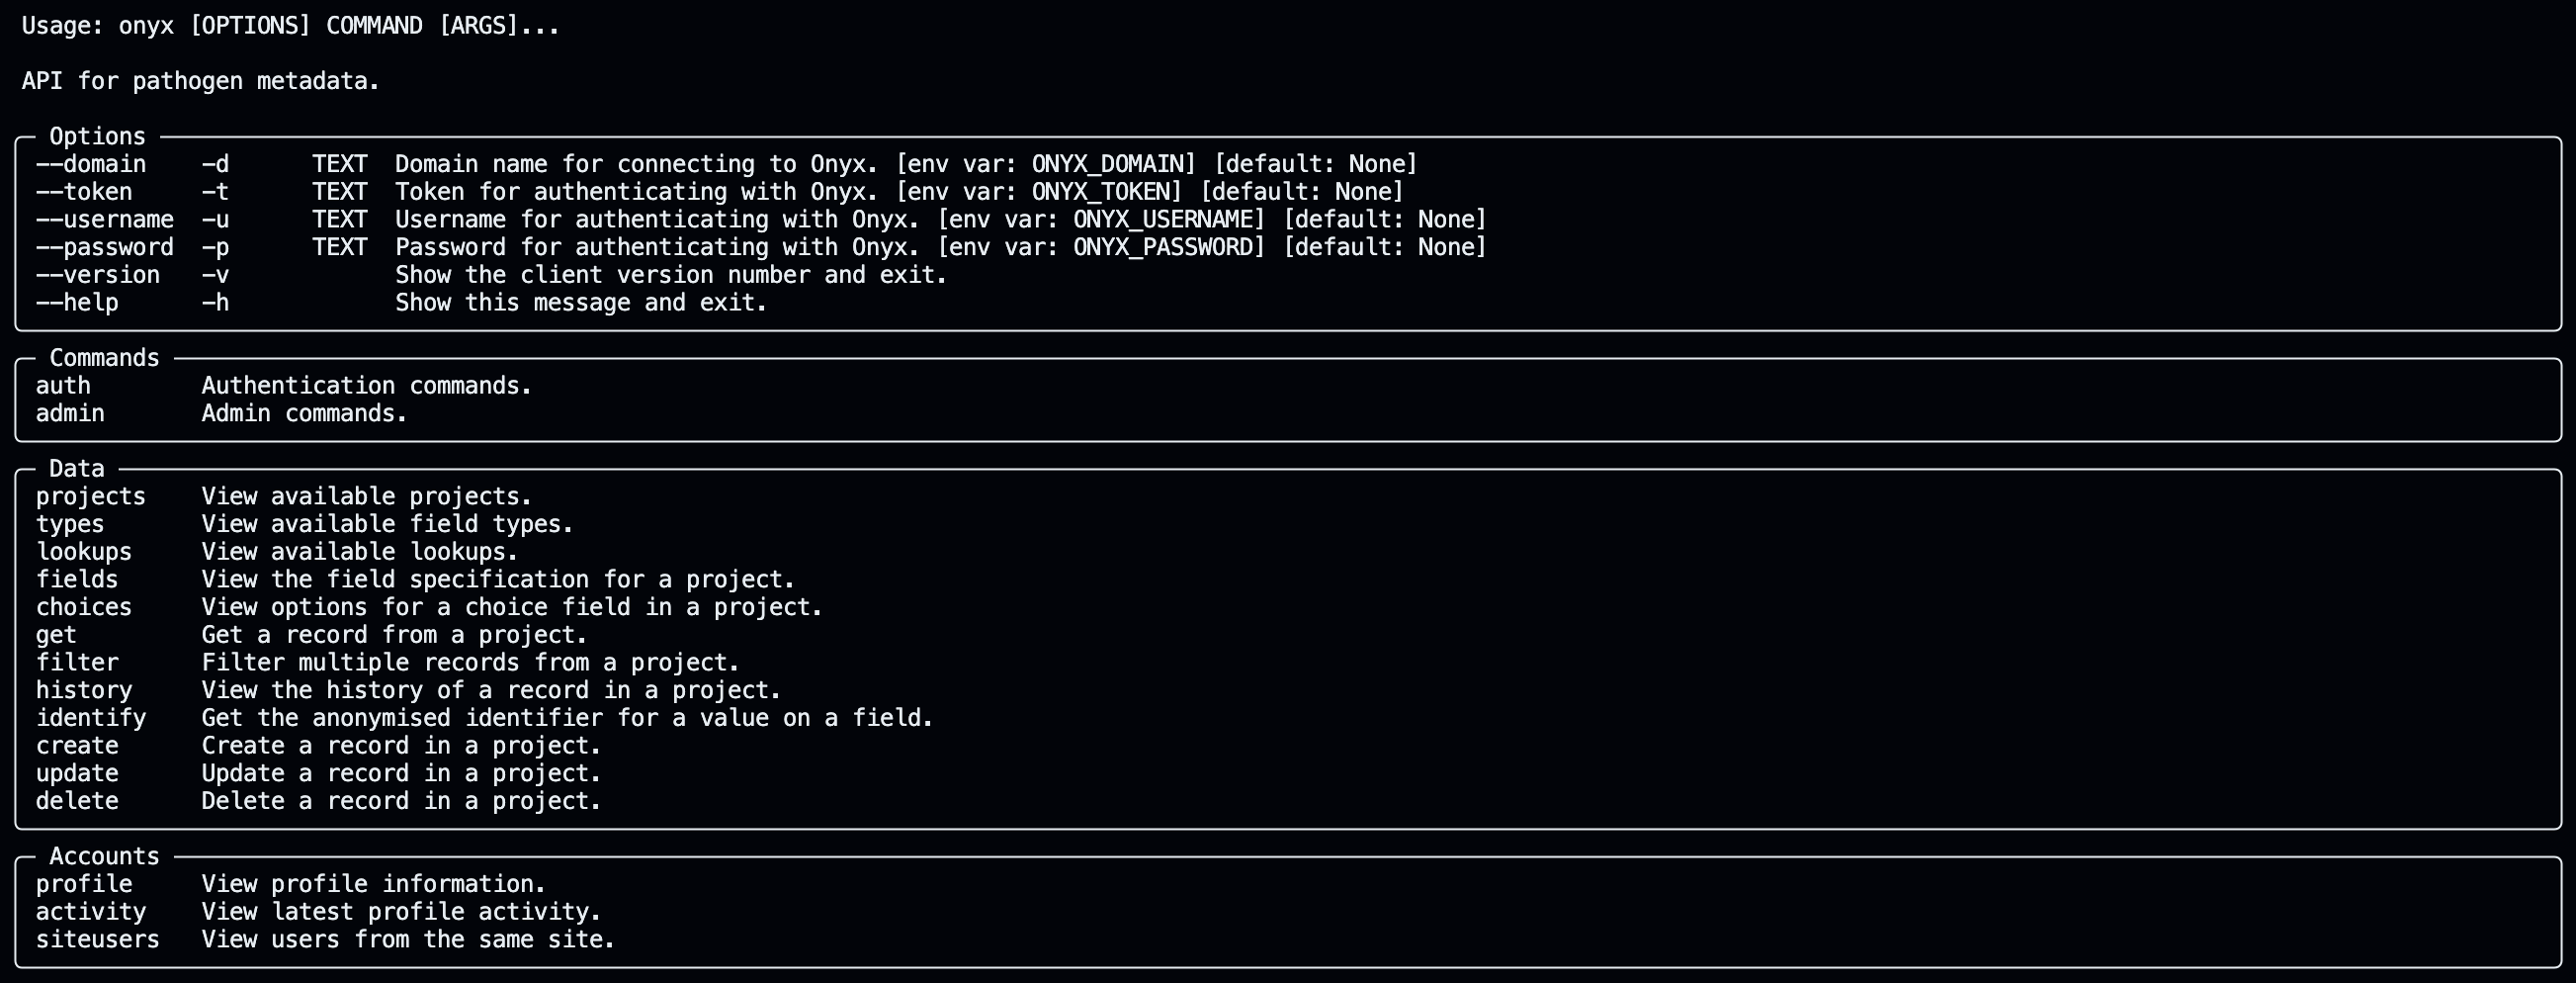 Usage: onyx [OPTIONS] COMMAND [ARGS]...
API for pathogen metadata.
Options
--domain -d TEXT Domain name for connecting to Onyx. [env var: ONYX_DOMAIN] [default: None]
--token -t TEXT Token for authenticating with Onyx. [env var: ONYX_TOKEN] [default: None]
--username -u TEXT Username for authenticating with Onyx. [env var: ONYX_USERNAME] [default: None]
--password -p TEXT Password for authenticating with Onyx. [env var: ONYX_PASSWORD] [default: None]
--version -v Show the client version number and exit.
--help -h Show this message and exit.
Commands
auth Authentication commands.
admin Admin commands.
Data
projects View available projects.
types View available field types.
lookups View available lookups.
fields View the field specification for a project.
choices View options for a choice field in a project.
get Get a record from a project.
filter Filter multiple records from a project.
history View the history of a record in a project.
identify Get the anonymised identifier for a value on a field.
create Create a record in a project.
update Update a record in a project.
delete Delete a record in a project.
Accounts
profile View profile information.
activity View latest profile activity.
siteusers View users from the same site.